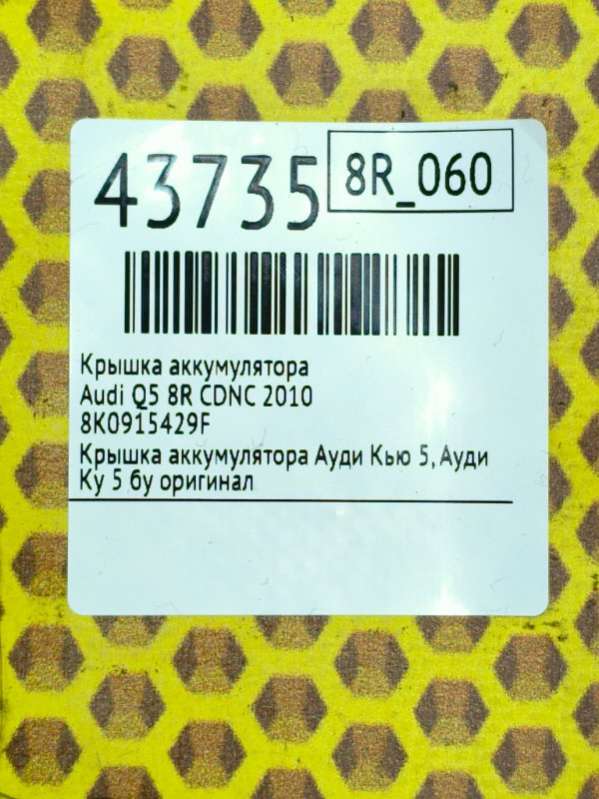 43735
8R_060
Крышка аккумулятора
Audi Q5 8R CDNC 2010
8K0915429F
Крышка аккумулятора Ауди Кью 5, Ауди
Ку 5 бу оригинал